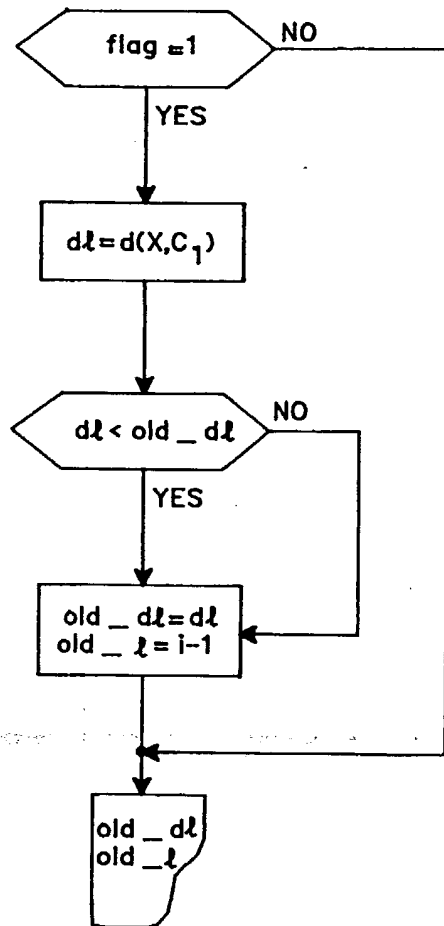 flag = 1
NO
YES
dℓ = d(X,C₁)
dℓ < old _ dℓ
NO
YES
old _ dℓ = dℓ
old _ ℓ = i-1
old _ dℓ
old _ℓ